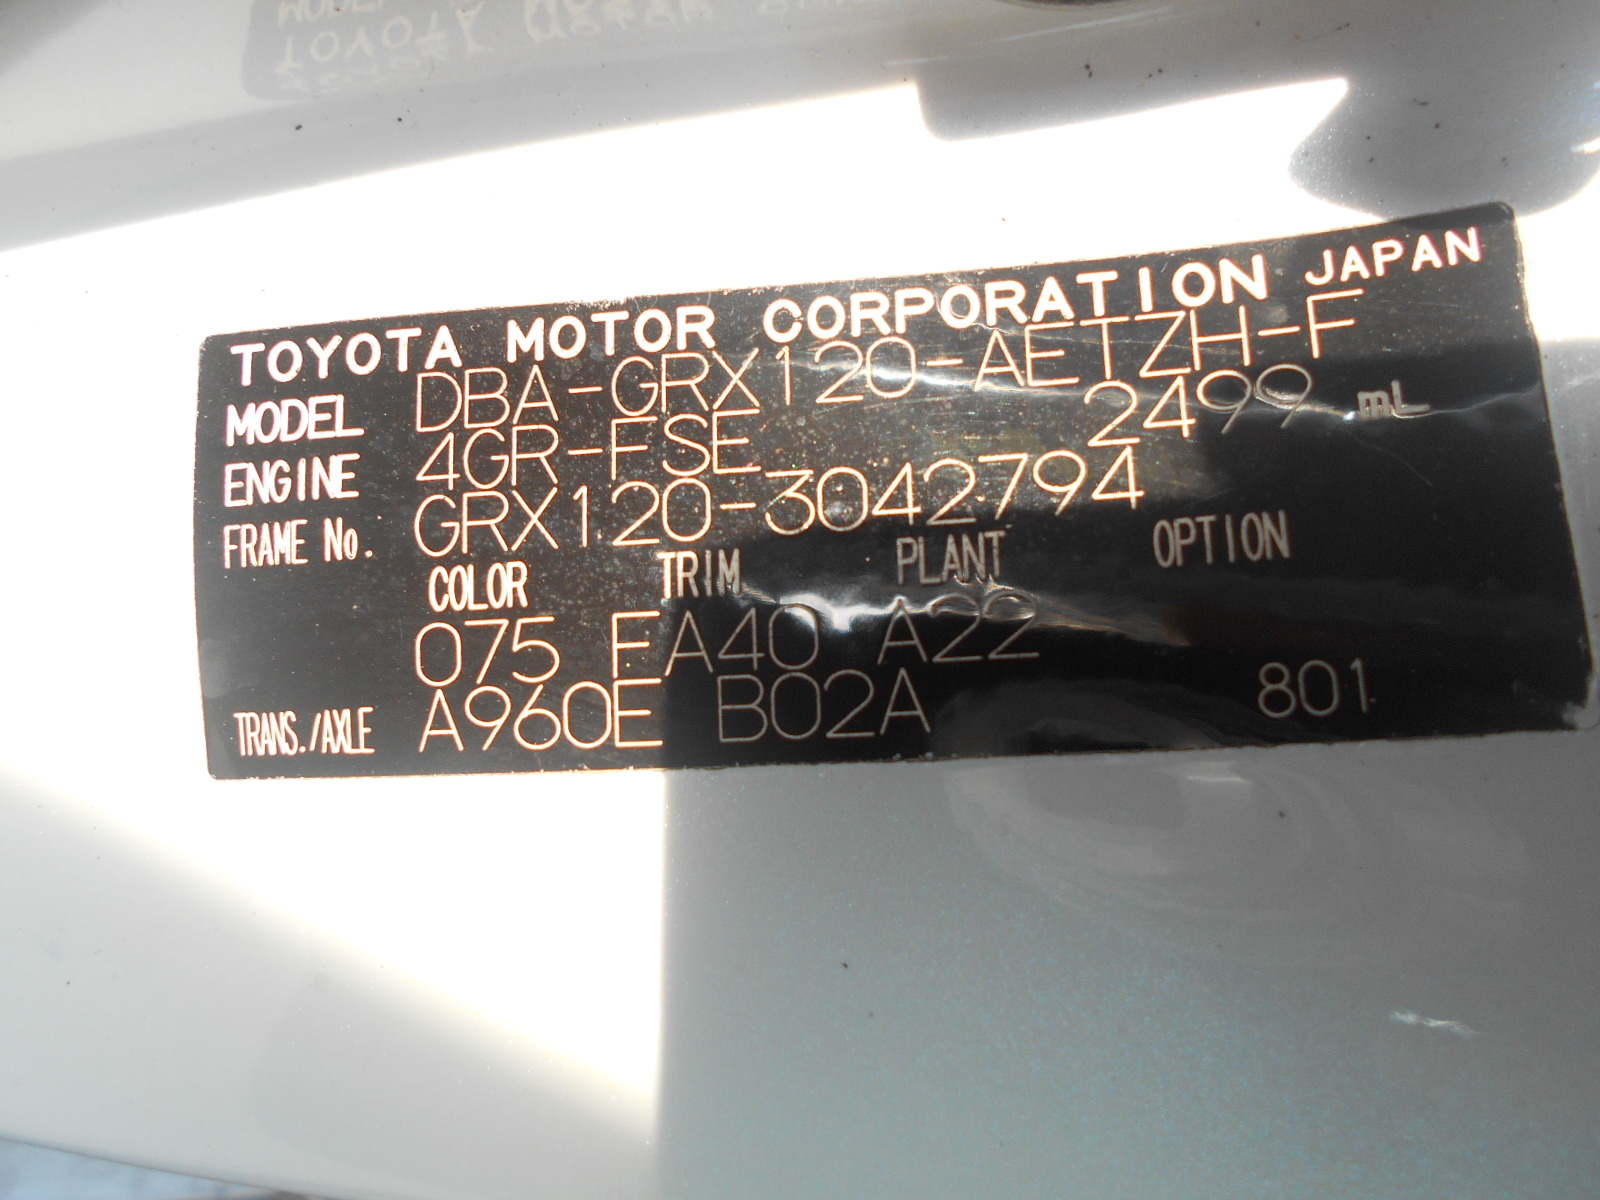 TOYOTA MOTOR CORPORATION JAPAN
MODEL DBA-GRX120-AETZH-F
ENGINE 4GR-FSE 2499 mL
FRAME No. GRX120-3042794
COLOR TRIM PLANT OPTION
075 FA40 A22
TRANS./AXLE A960E B02A 801